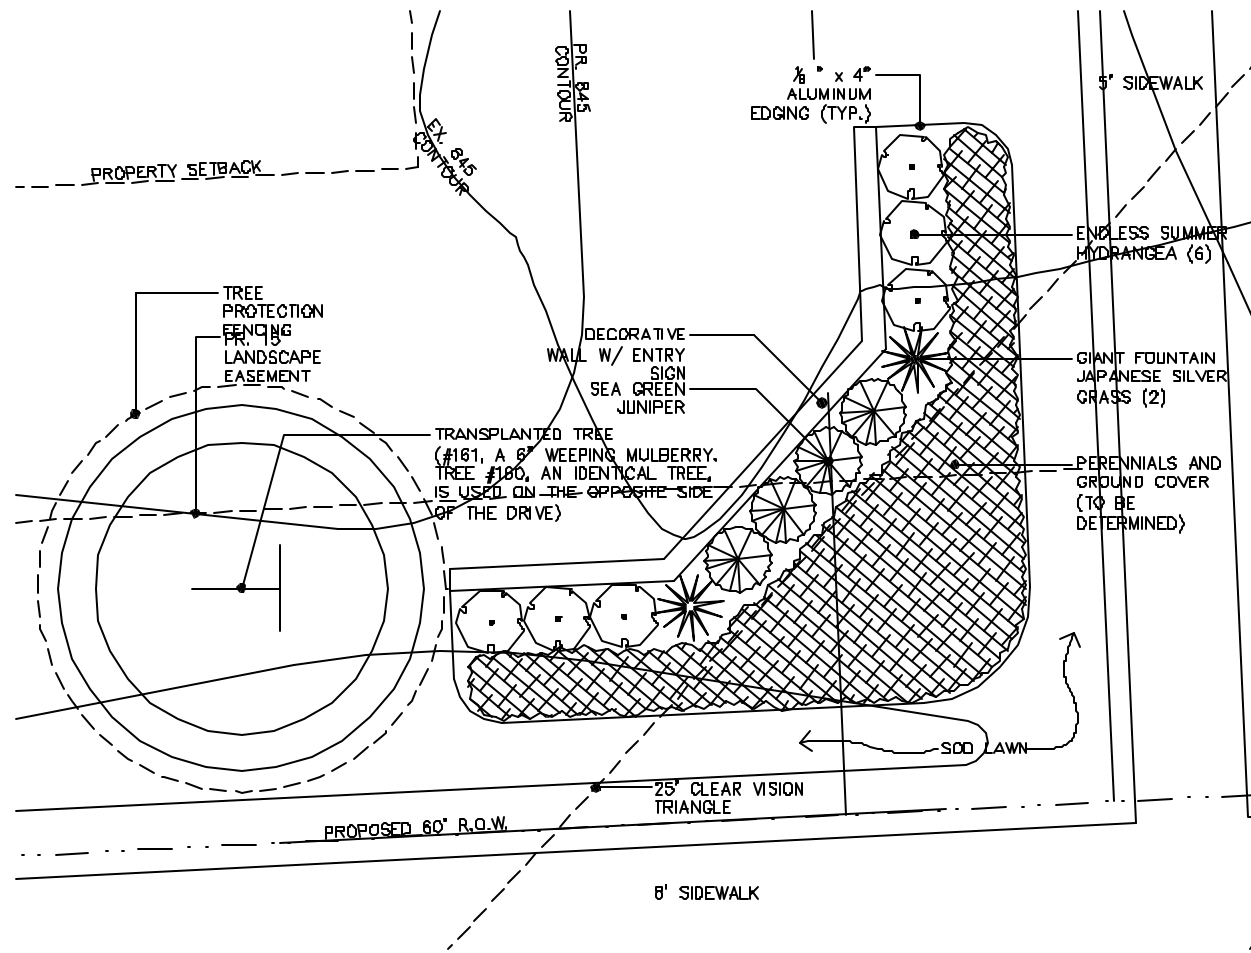 PR. 845
CONTOUR
⅛" x 4"
ALUMINUM
EDGING (TYP.)
5' SIDEWALK
EX. 845
CONTOUR
PROPERTY SETBACK
ENDLESS SUMMER
HYDRANGEA (6)
TREE
PROTECTION
FENCING
PR. 15'
LANDSCAPE
EASEMENT
DECORATIVE
WALL W/ ENTRY
SIGN
SEA GREEN
JUNIPER
GIANT FOUNTAIN
JAPANESE SILVER
GRASS (2)
TRANSPLANTED TREE
(#161, A 6" WEEPING MULBERRY.
TREE #160, AN IDENTICAL TREE,
IS USED ON THE OPPOSITE SIDE
OF THE DRIVE)
PERENNIALS AND
GROUND COVER
(TO BE
DETERMINED)
SOD LAWN
25' CLEAR VISION
TRIANGLE
PROPOSED 60' R.O.W.
8' SIDEWALK